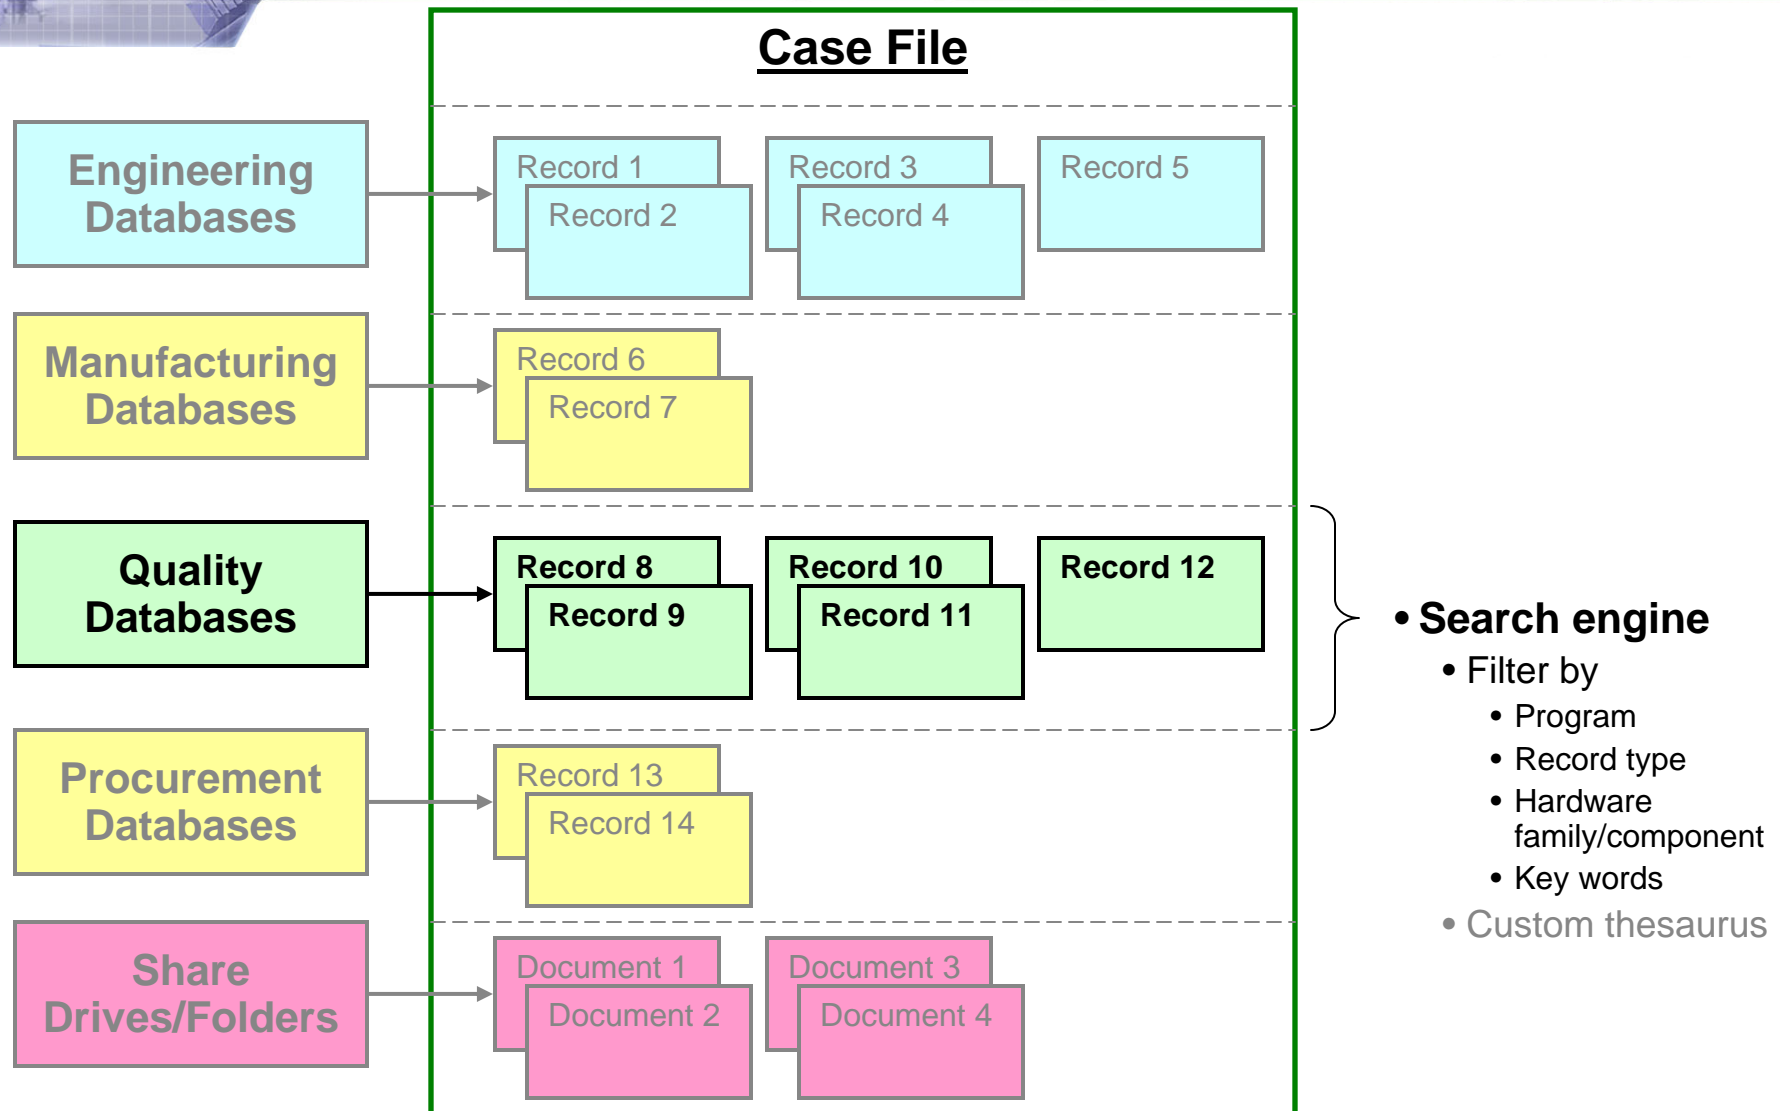 Case File
Engineering
Databases
Record 1
Record 2
Record 3
Record 4
Record 5
Manufacturing
Databases
Record 6
Record 7
Quality
Databases
Record 8
Record 9
Record 10
Record 11
Record 12
Procurement
Databases
Record 13
Record 14
Share
Drives/Folders
Document 1
Document 2
Document 3
Document 4
• Search engine
• Filter by
• Program
• Record type
• Hardware
family/component
• Key words
• Custom thesaurus